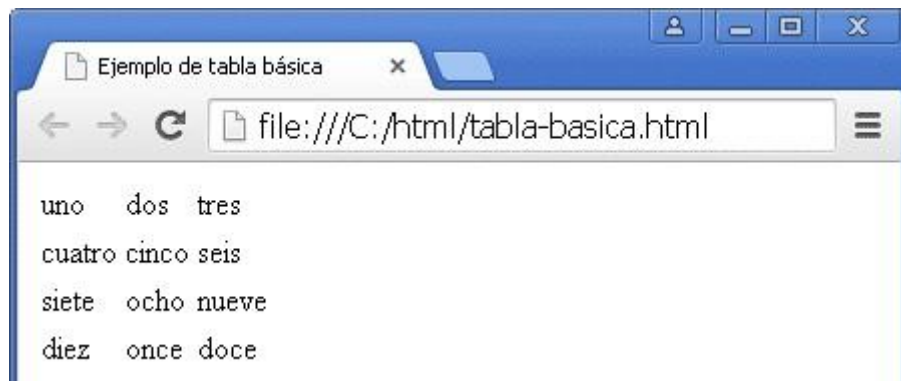 Ejemplo de tabla básica
file:///C:/html/tabla-basica.html
uno dos tres
cuatro cinco seis
siete ocho nueve
diez once doce